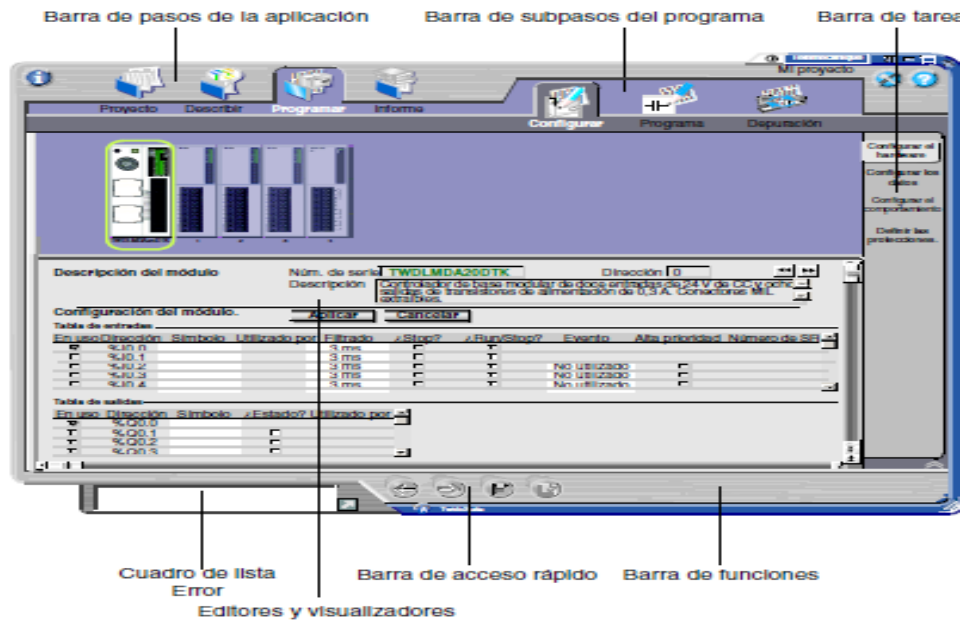 Barra de pasos de la aplicación
Barra de subpasos del programa
Barra de tarea
Mi proyecto
Proyecto
Describir
Programar
Informe
Configurar
Programa
Depuración
Configurar el
hardware
Configurar los
datos
Configurar el
comportamiento
Definir las
protecciones.
Descripción del módulo
Núm. de serie TWDLMDA20DTK
Dirección 0
Descripción Controlador de base modular de doce entradas de 24 V de CC y ocho
salidas de transistores de alimentación de 0,3 A. Conectores MIL
extraíbles.
Configuración del módulo.
Aplicar Cancelar
Tabla de entradas
En uso Dirección Símbolo Utilizado por Filtrado ¿Stop? ¿Run/Stop? Evento Alta prioridad Número de SR
%I0.0 3 ms
%I0.1 3 ms
%I0.2 3 ms No utilizado
%I0.3 3 ms No utilizado
%I0.4 3 ms No utilizado
Tabla de salidas
En uso Dirección Símbolo ¿Estado? Utilizado por
%Q0.0
%Q0.1
%Q0.2
%Q0.3
Cuadro de lista
Error
Barra de acceso rápido
Barra de funciones
Editores y visualizadores